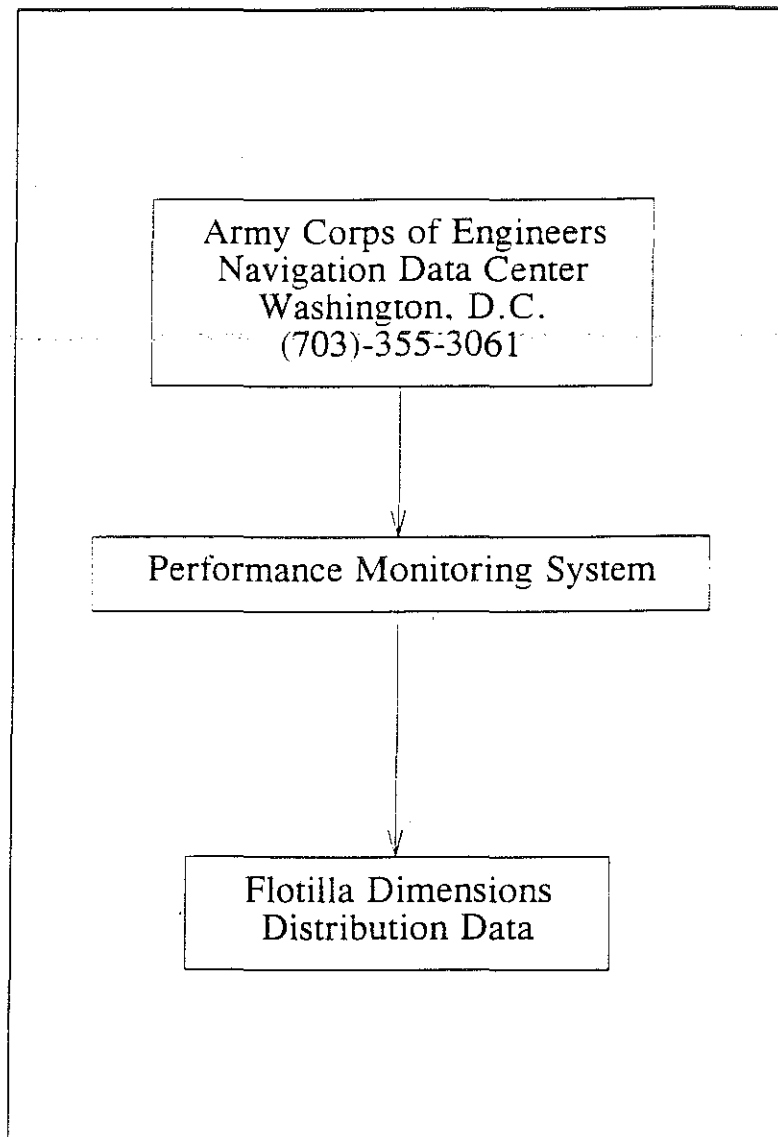 Army Corps of Engineers
Navigation Data Center
Washington, D.C.
(703)-355-3061
Performance Monitoring System
Flotilla Dimensions
Distribution Data